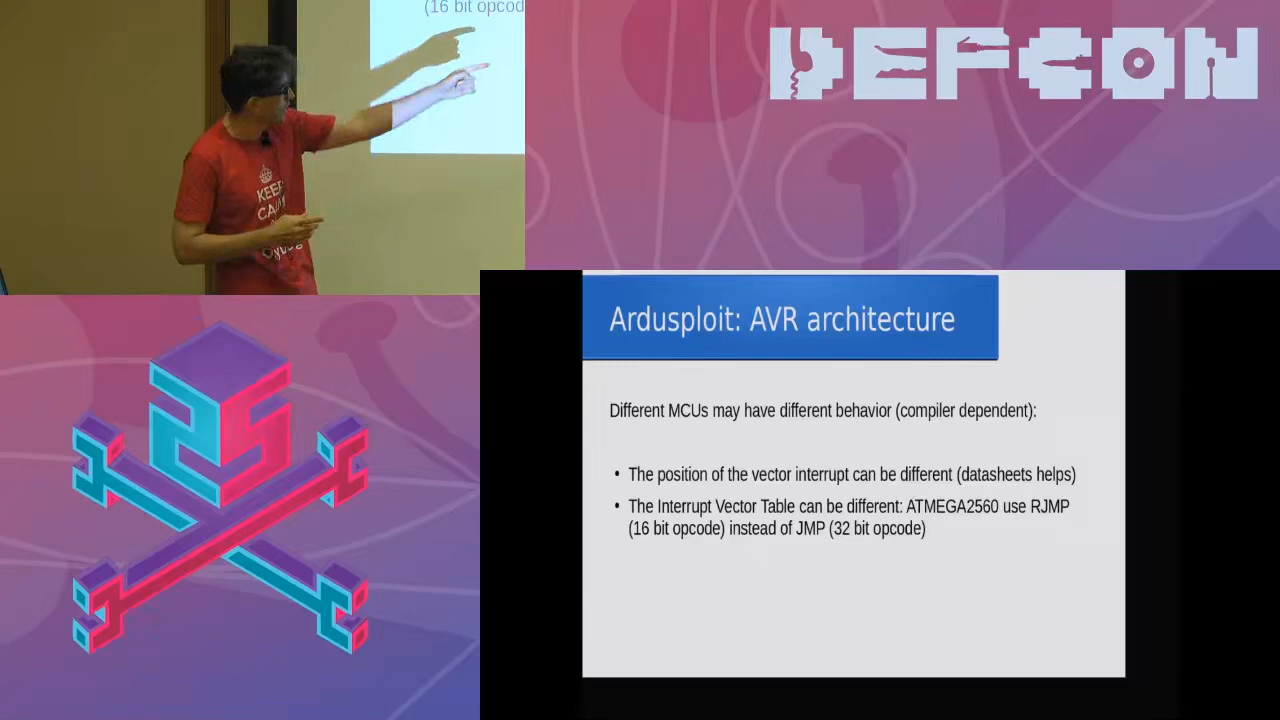 (16 bit opcod
DEFCON
KEEP
CA
Ardusploit: AVR architecture
Different MCUs may have different behavior (compiler dependent):
• The position of the vector interrupt can be different (datasheets helps)
• The Interrupt Vector Table can be different: ATMEGA2560 use RJMP
(16 bit opcode) instead of JMP (32 bit opcode)